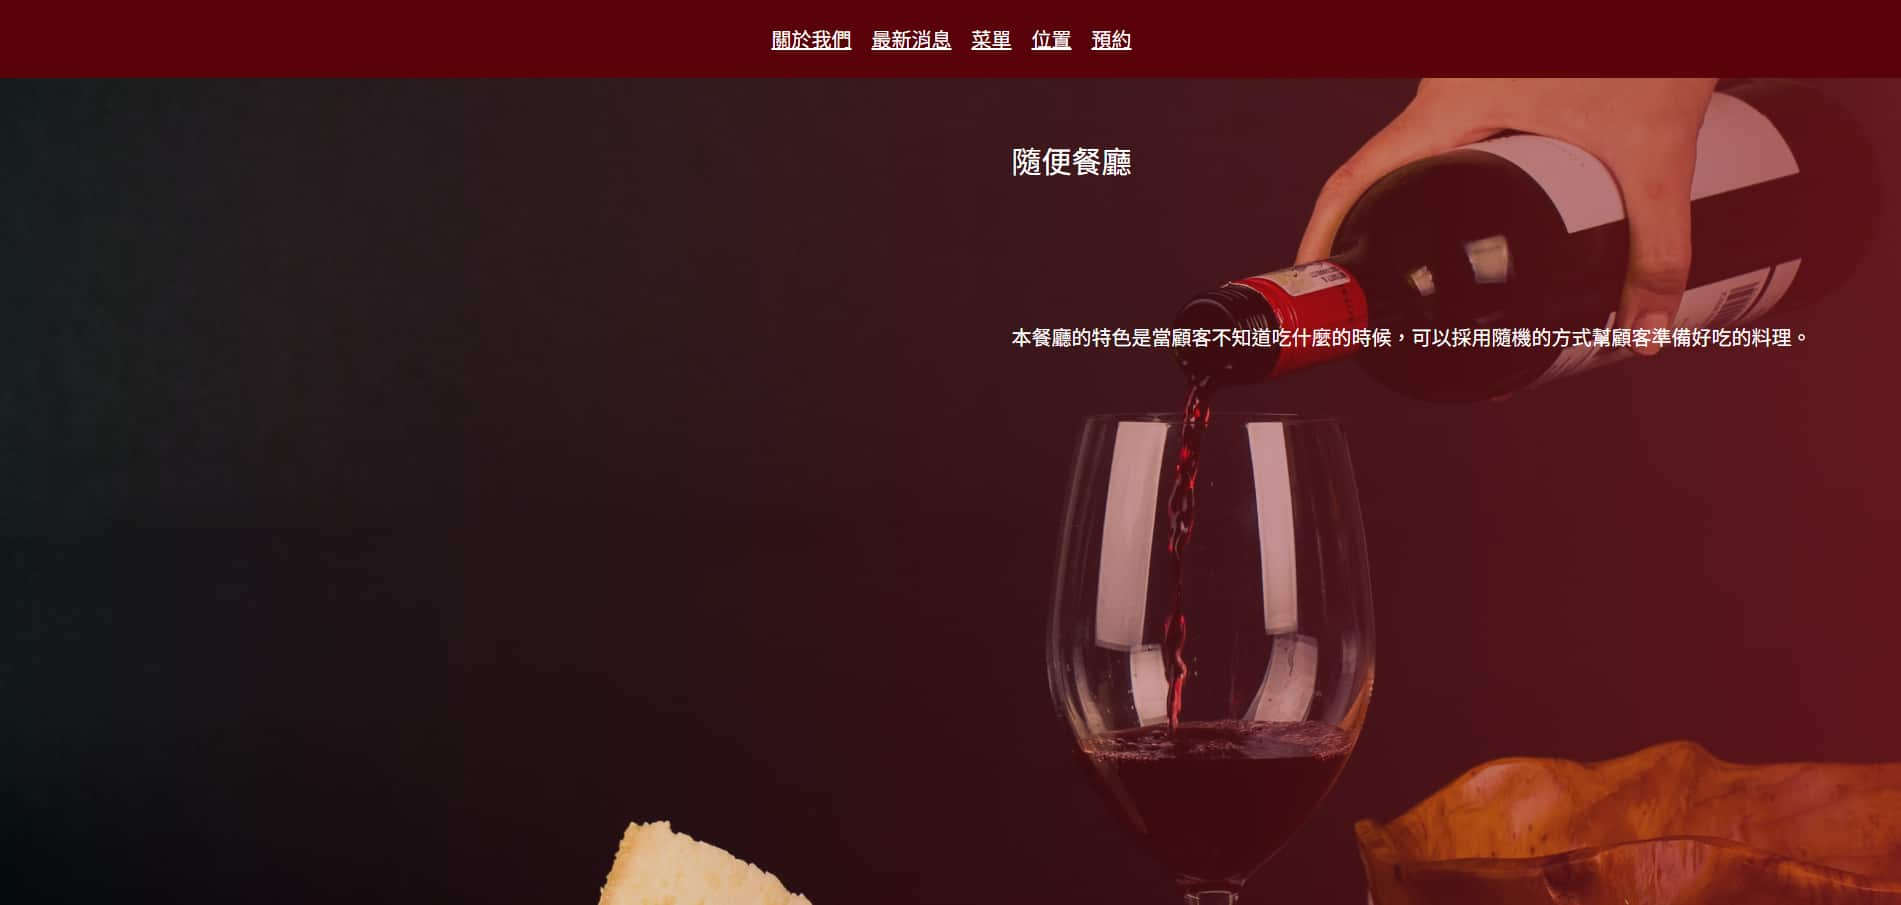 關於我們 最新消息 菜單 位置 預約
隨便餐廳
本餐廳的特色是當顧客不知道吃什麼的時候，可以採用隨機的方式幫顧客準備好吃的料理。